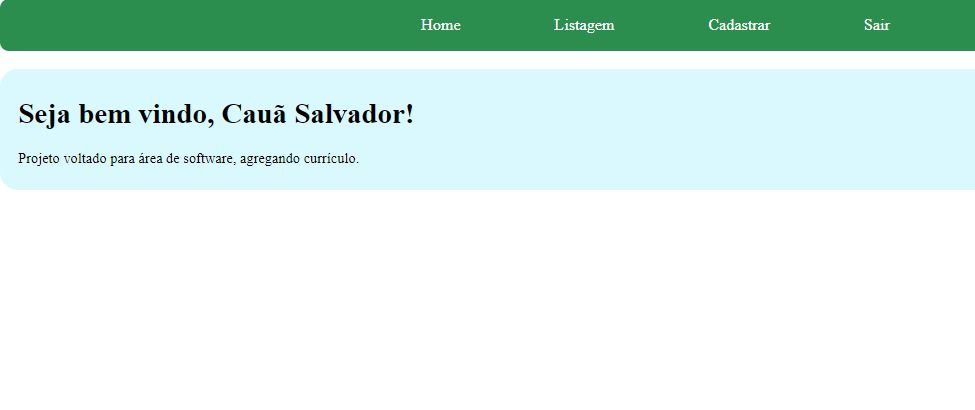 Home Listagem Cadastrar Sair
Seja bem vindo, Cauã Salvador!
Projeto voltado para área de software, agregando currículo.